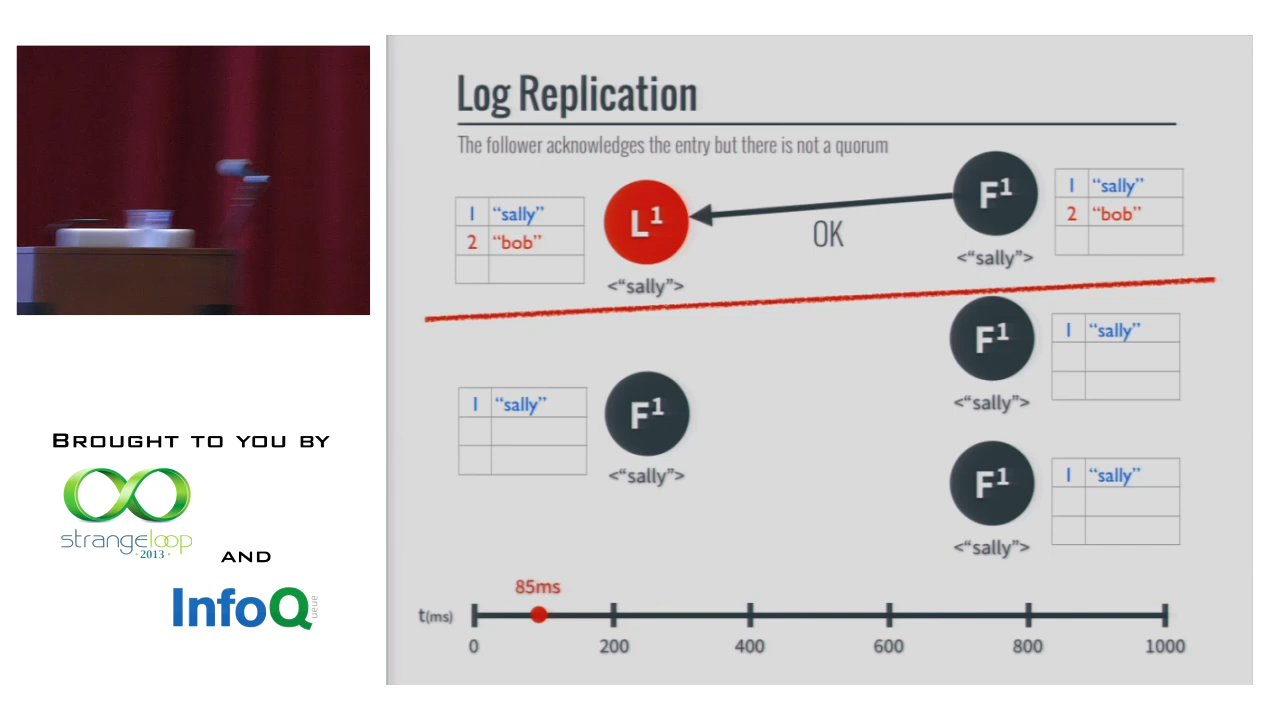 Log Replication
The follower acknowledges the entry but there is not a quorum
1 "sally"
2 "bob"
L1
<"sally">
OK
F1
<"sally">
1 "sally"
2 "bob"
F1
<"sally">
1 "sally"
1 "sally"
F1
<"sally">
F1
<"sally">
1 "sally"
85ms
t(ms)
0 200 400 600 800 1000
Brought to you by
strangeloop
· 2013 ·
and
InfoQ